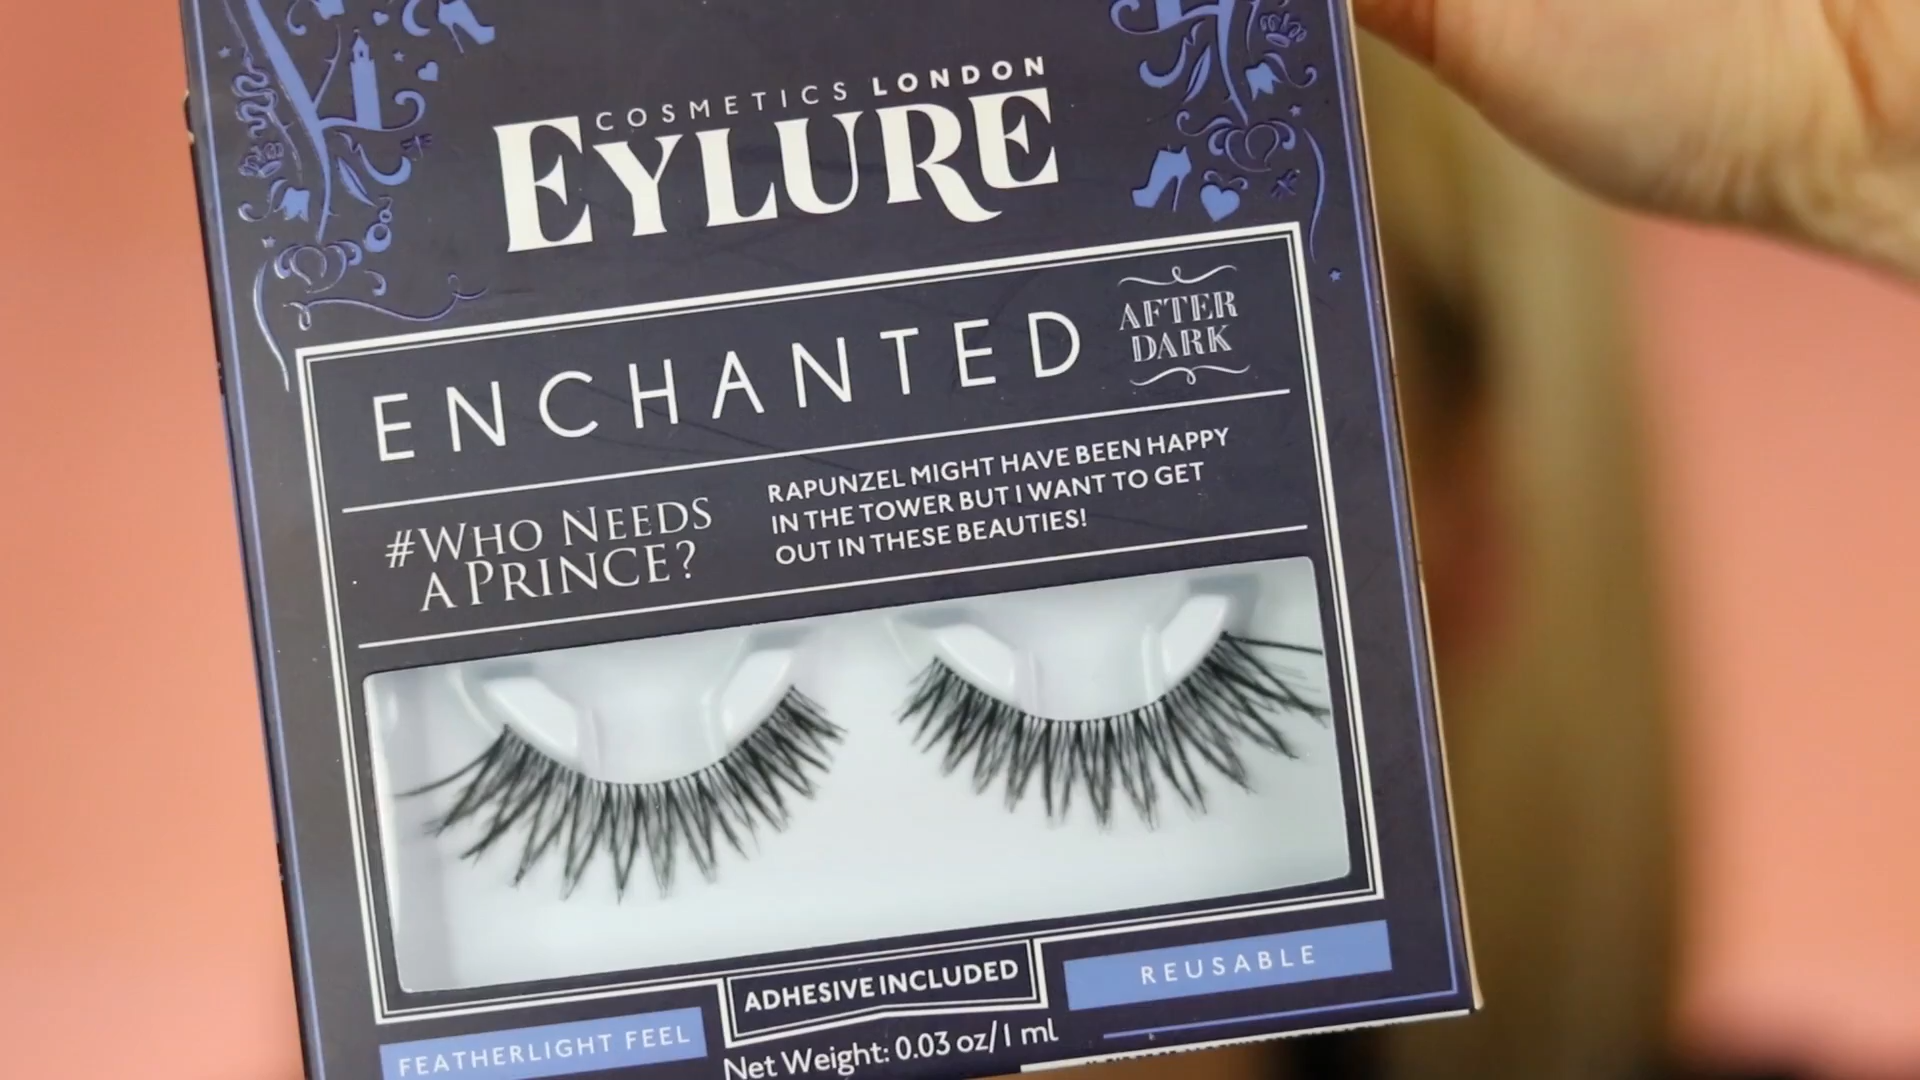 COSMETICS LONDON
EYLURE
ENCHANTED
AFTER
DARK
#WHO NEEDS
A PRINCE?
RAPUNZEL MIGHT HAVE BEEN HAPPY
IN THE TOWER BUT I WANT TO GET
OUT IN THESE BEAUTIES!
FEATHERLIGHT FEEL
ADHESIVE INCLUDED
REUSABLE
Net Weight: 0.03 oz/1 ml